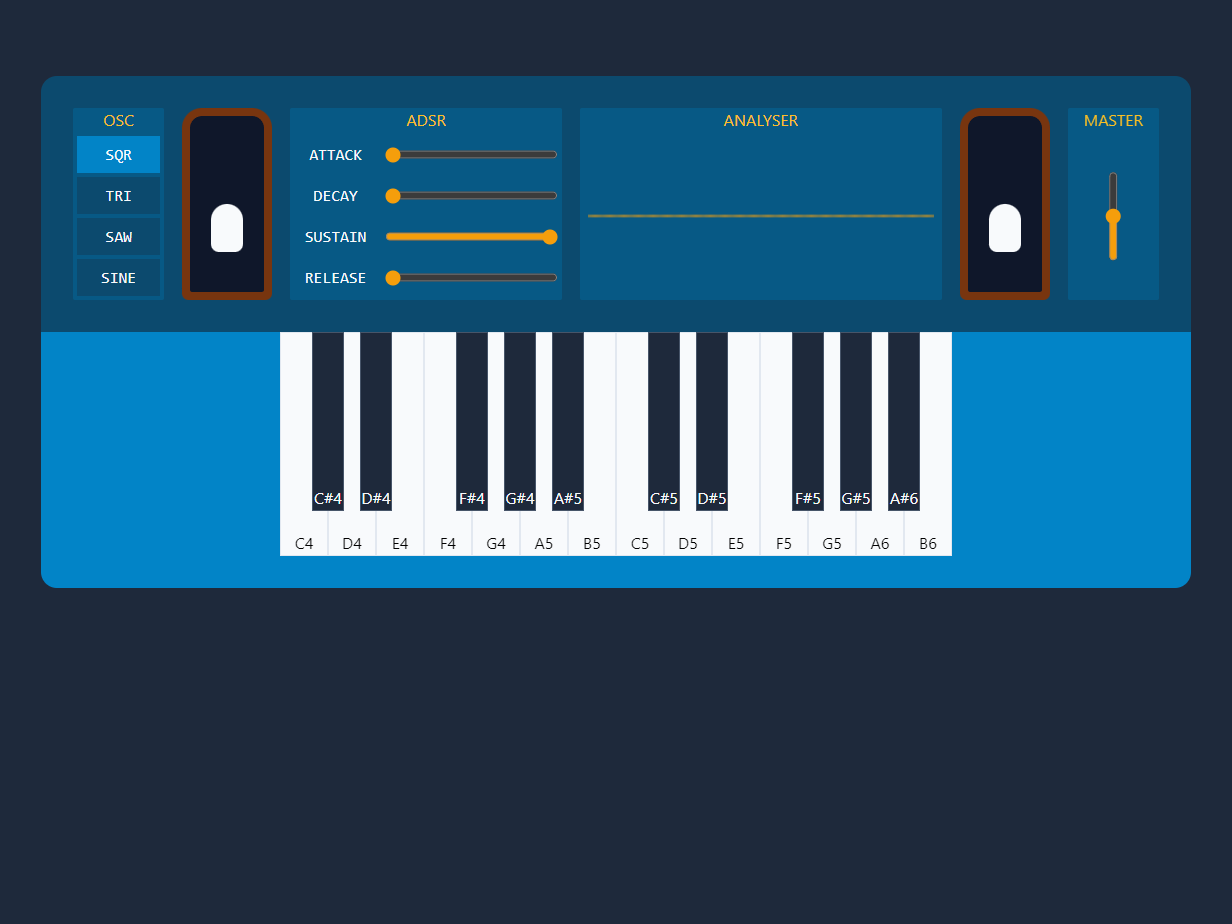 OSC
SQR
TRI
SAW
SINE
ADSR
ATTACK
DECAY
SUSTAIN
RELEASE
ANALYSER
MASTER
C#4 D#4 F#4 G#4 A#5 C#5 D#5 F#5 G#5 A#6
C4 D4 E4 F4 G4 A5 B5 C5 D5 E5 F5 G5 A6 B6